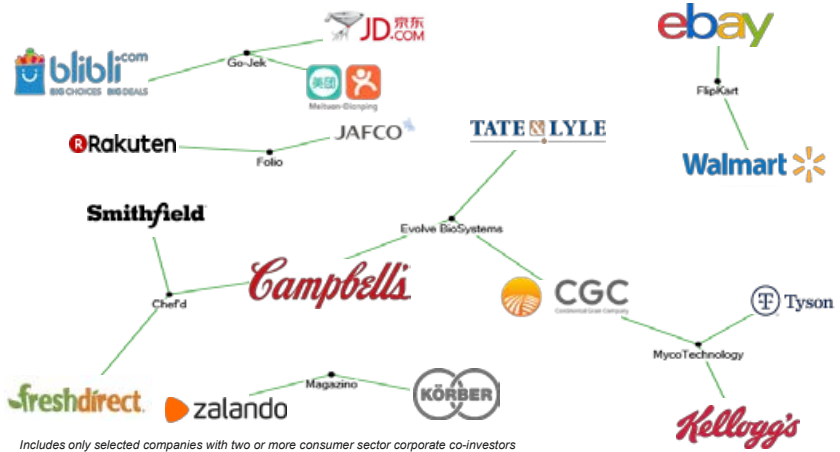 JD.COM 京东
blibli.com
BIG CHOICES BIG DEALS
Go-Jek
美团
Meituan-Dianping
ebay
FlipKart
Walmart
R Rakuten
Folio
JAFCO
TATE & LYLE
Smithfield
Evolve BioSystems
Campbell's
Chef'd
CGC
Continental Grain Company
T Tyson
MycoTechnology
freshdirect.
zalando
Magazino
KÖRBER
Kellogg's
Includes only selected companies with two or more consumer sector corporate co-investors